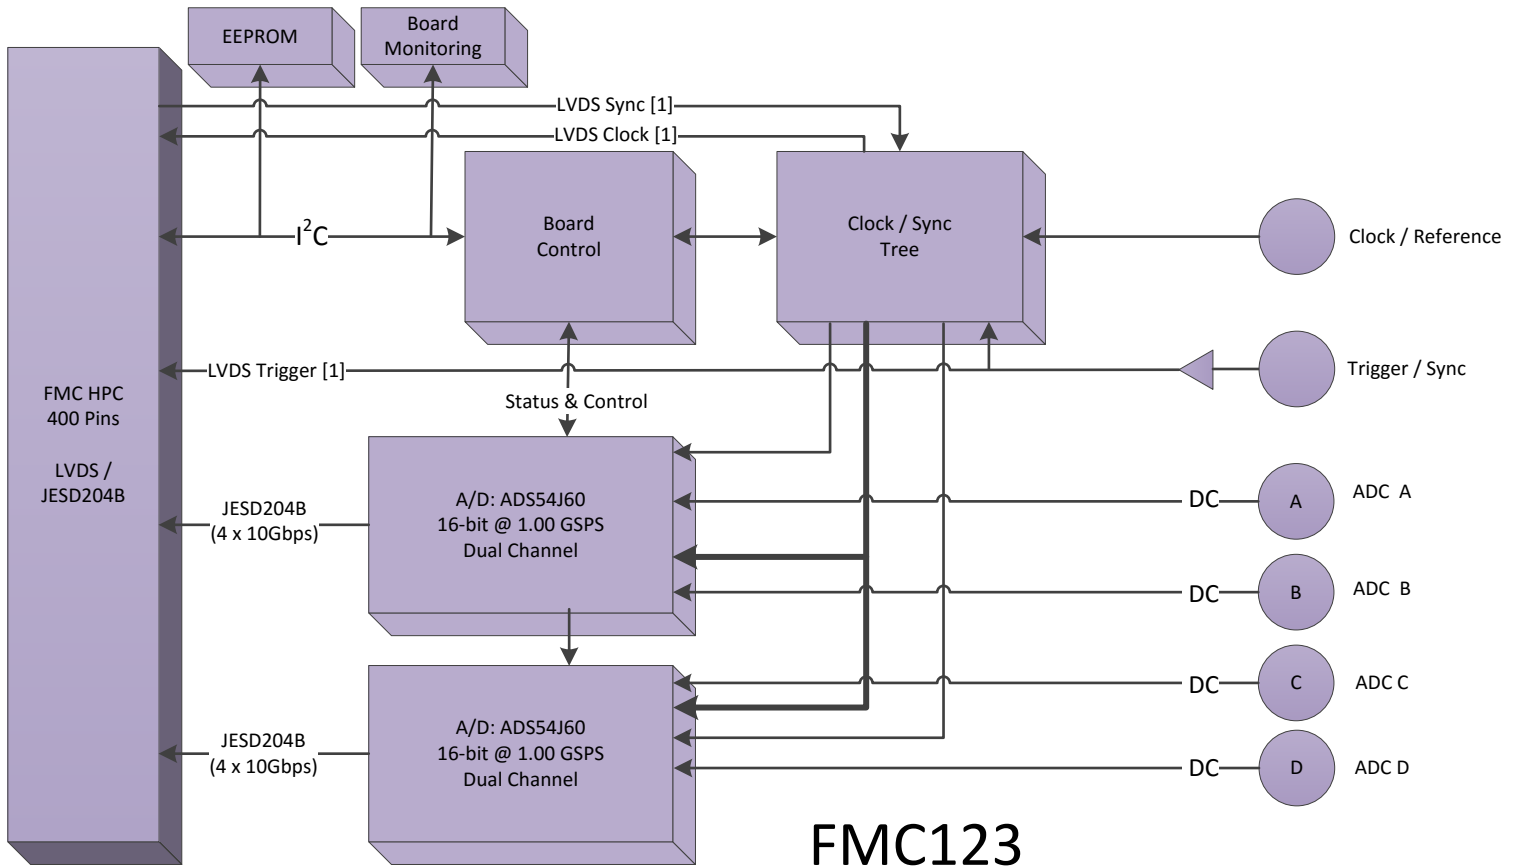 EEPROM
Board
Monitoring
LVDS Sync [1]
LVDS Clock [1]
I²C
Board
Control
Clock / Sync
Tree
Clock / Reference
LVDS Trigger [1]
Trigger / Sync
Status & Control
FMC HPC
400 Pins
LVDS /
JESD204B
JESD204B
(4 x 10Gbps)
A/D: ADS54J60
16-bit @ 1.00 GSPS
Dual Channel
DC
A
ADC A
DC
B
ADC B
DC
C
ADC C
JESD204B
(4 x 10Gbps)
A/D: ADS54J60
16-bit @ 1.00 GSPS
Dual Channel
DC
D
ADC D
FMC123